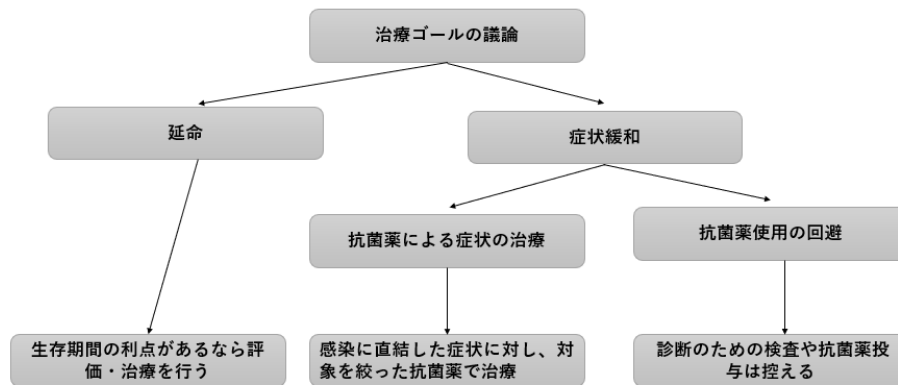 治療ゴールの議論
延命
症状緩和
抗菌薬による症状の治療
抗菌薬使用の回避
生存期間の利点があるなら評
価・治療を行う
感染に直結した症状に対し、対
象を絞った抗菌薬で治療
診断のための検査や抗菌薬投
与は控える